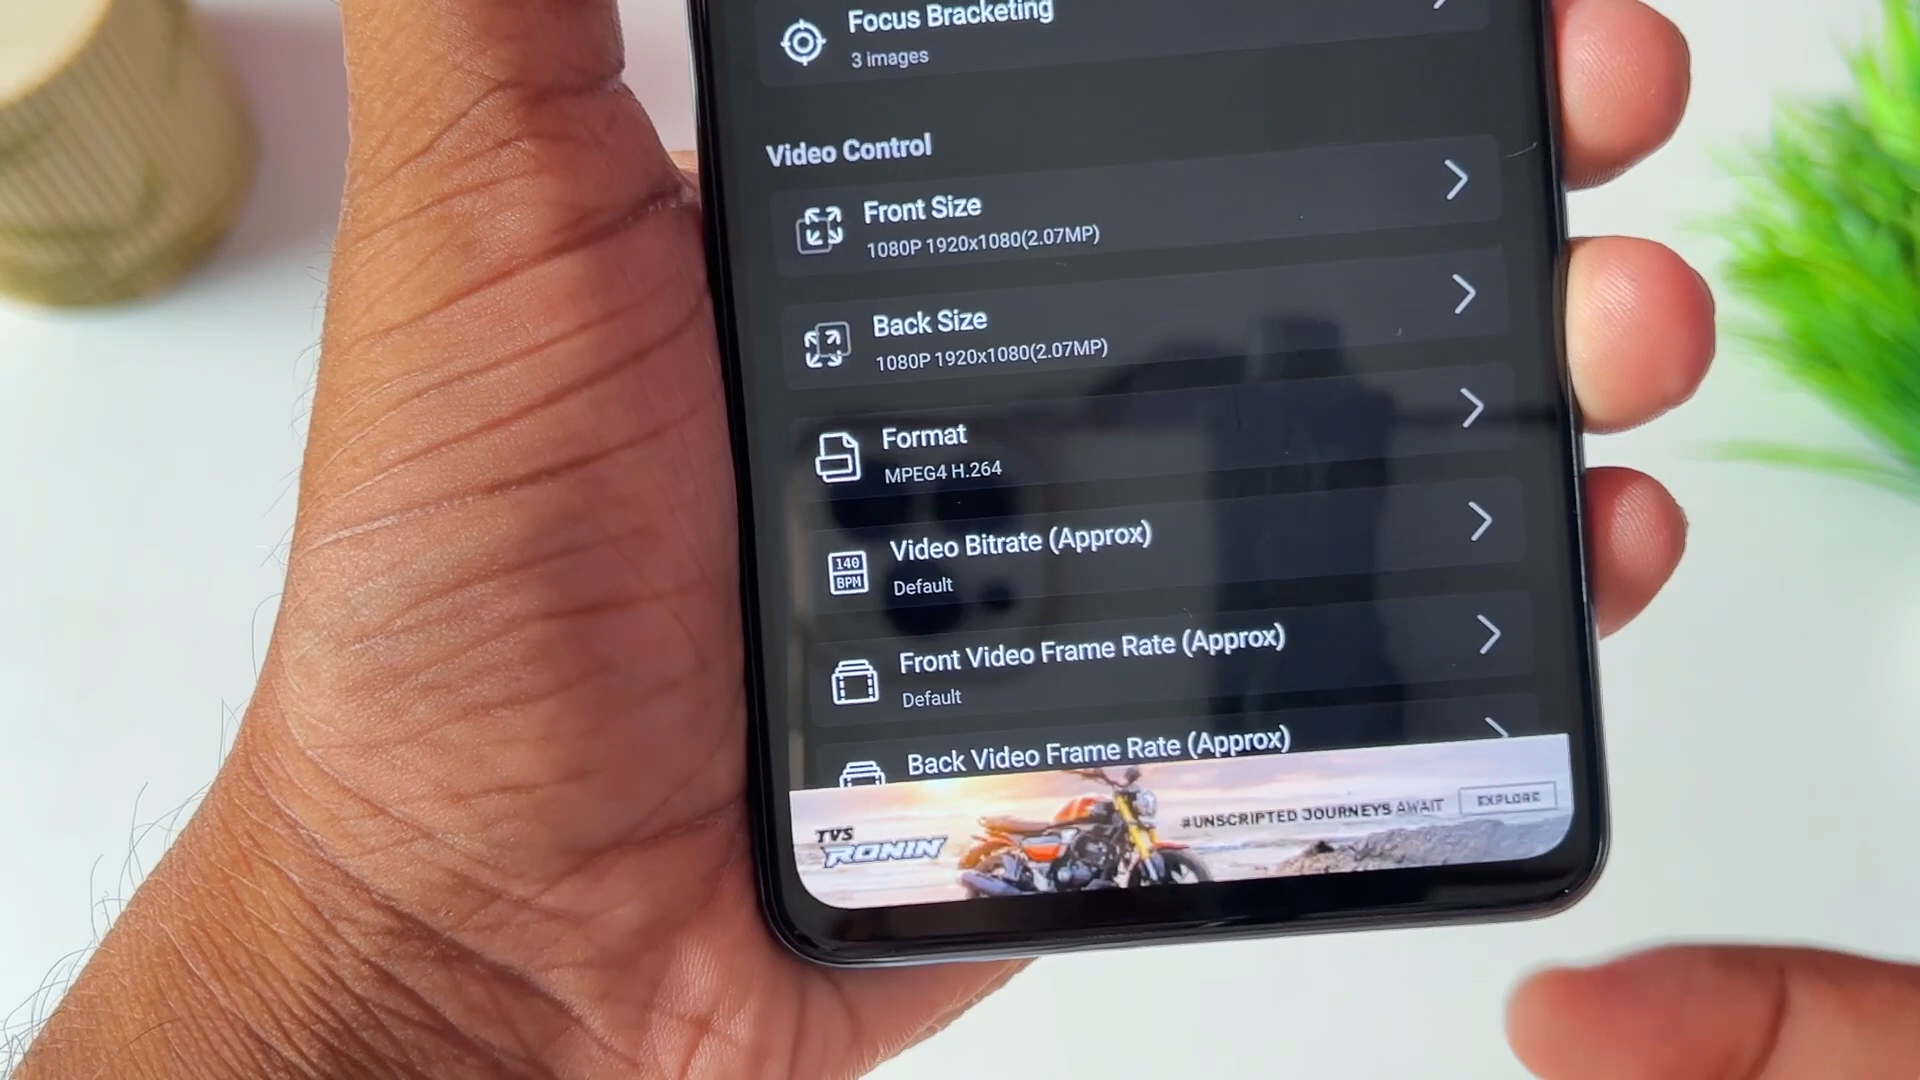 Focus Bracketing
3 images
Video Control
Front Size
1080P 1920x1080(2.07MP)
Back Size
1080P 1920x1080(2.07MP)
Format
MPEG4 H.264
140
BPM
Video Bitrate (Approx)
Default
Front Video Frame Rate (Approx)
Default
Back Video Frame Rate (Approx)
TVS
RONIN
#UNSCRIPTED JOURNEYS AWAIT
EXPLORE